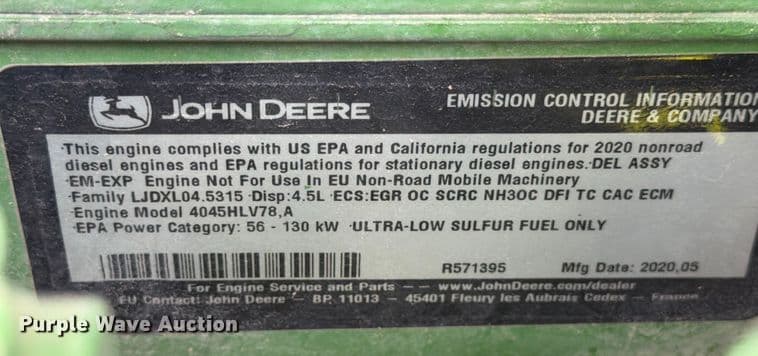 JOHN DEERE
EMISSION CONTROL INFORMATION
DEERE & COMPANY
·This engine complies with US EPA and California regulations for 2020 nonroad
diesel engines and EPA regulations for stationary diesel engines.·DEL ASSY
·EM-EXP Engine Not For Use In EU Non-Road Mobile Machinery
·Family LJDXL04.5315 ·Disp:4.5L ·ECS:EGR OC SCRC NH3OC DFI TC CAC ECM
·Engine Model 4045HLV78,A
·EPA Power Category: 56 - 130 kW ·ULTRA-LOW SULFUR FUEL ONLY
R571395 Mfg Date: 2020,05
For Engine Service and Parts -- www.JohnDeere.com/dealer
EU Contact: John Deere - BP 11013 - 45401 Fleury les Aubrais Cedex - France
Purple Wave Auction